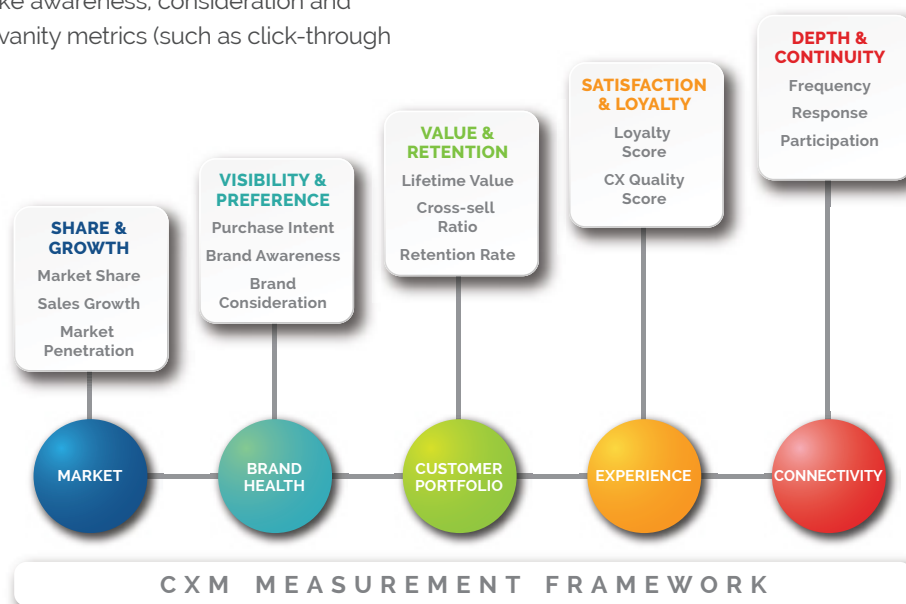 ke awareness, consideration and
vanity metrics (such as click-through
DEPTH &
CONTINUITY
Frequency
Response
Participation
SATISFACTION
& LOYALTY
Loyalty
Score
CX Quality
Score
VALUE &
RETENTION
Lifetime Value
Cross-sell
Ratio
Retention Rate
VISIBILITY &
PREFERENCE
Purchase Intent
Brand Awareness
Brand
Consideration
SHARE &
GROWTH
Market Share
Sales Growth
Market
Penetration
MARKET
BRAND
HEALTH
CUSTOMER
PORTFOLIO
EXPERIENCE
CONNECTIVITY
CXM MEASUREMENT FRAMEWORK